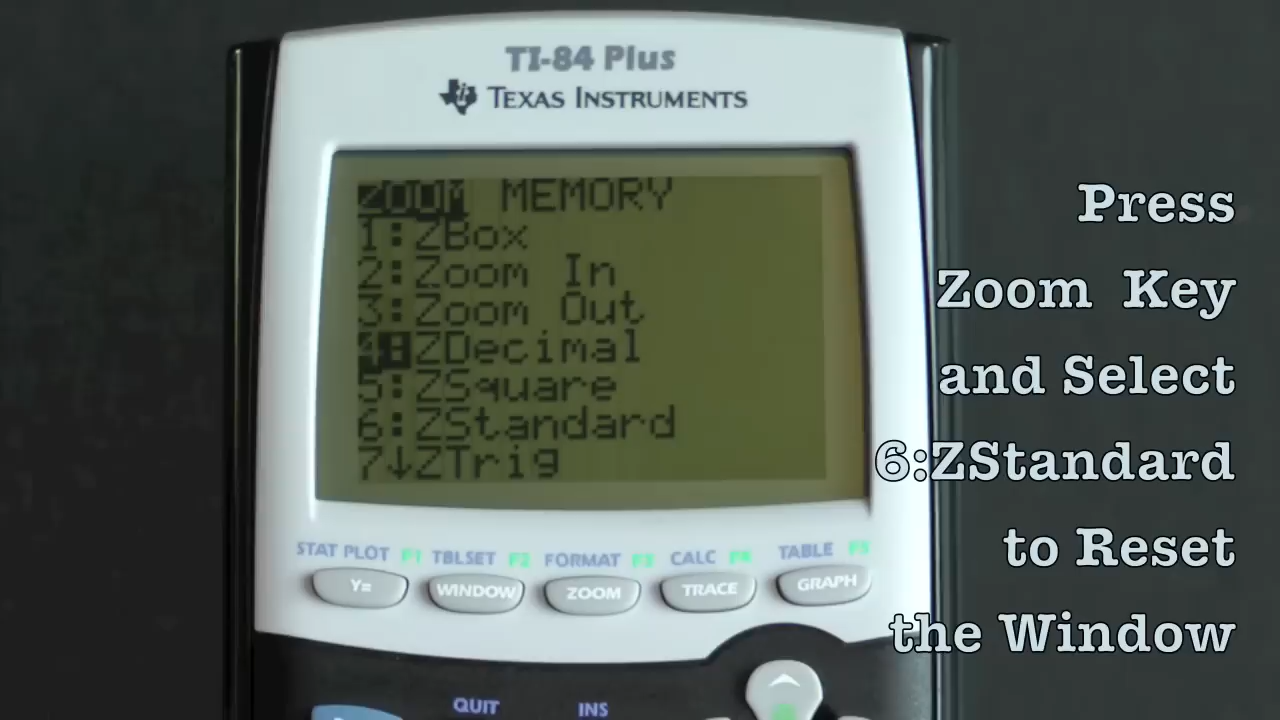 TI-84 Plus
TEXAS INSTRUMENTS
ZOOM MEMORY
1:ZBox
2:Zoom In
3:Zoom Out
4:ZDecimal
5:ZSquare
6:ZStandard
7↓ZTrig
Press
Zoom Key
and Select
6:ZStandard
to Reset
the Window
STAT PLOT F1 TBLSET F2 FORMAT F3 CALC F4 TABLE F5
Y= WINDOW ZOOM TRACE GRAPH
QUIT INS